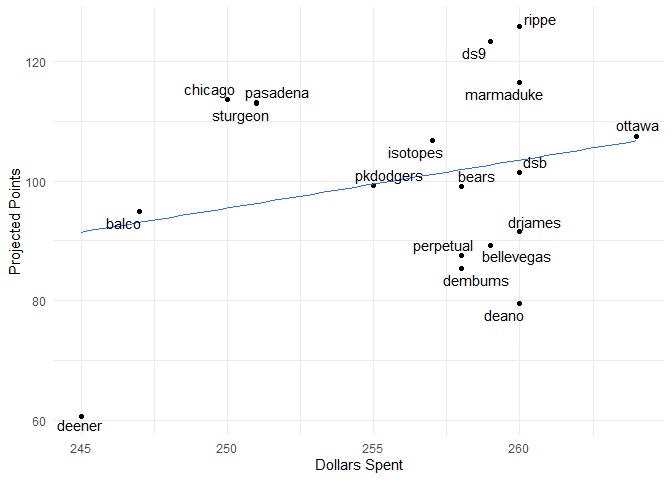 rippe
ds9
120
chicago
pasadena
marmaduke
sturgeon
ottawa
isotopes
dsb
pkdodgers
bears
100
balco
drjames
perpetual
bellevegas
dembums
80
deano
60
deener
245
250
255
260
Dollars Spent
Projected Points